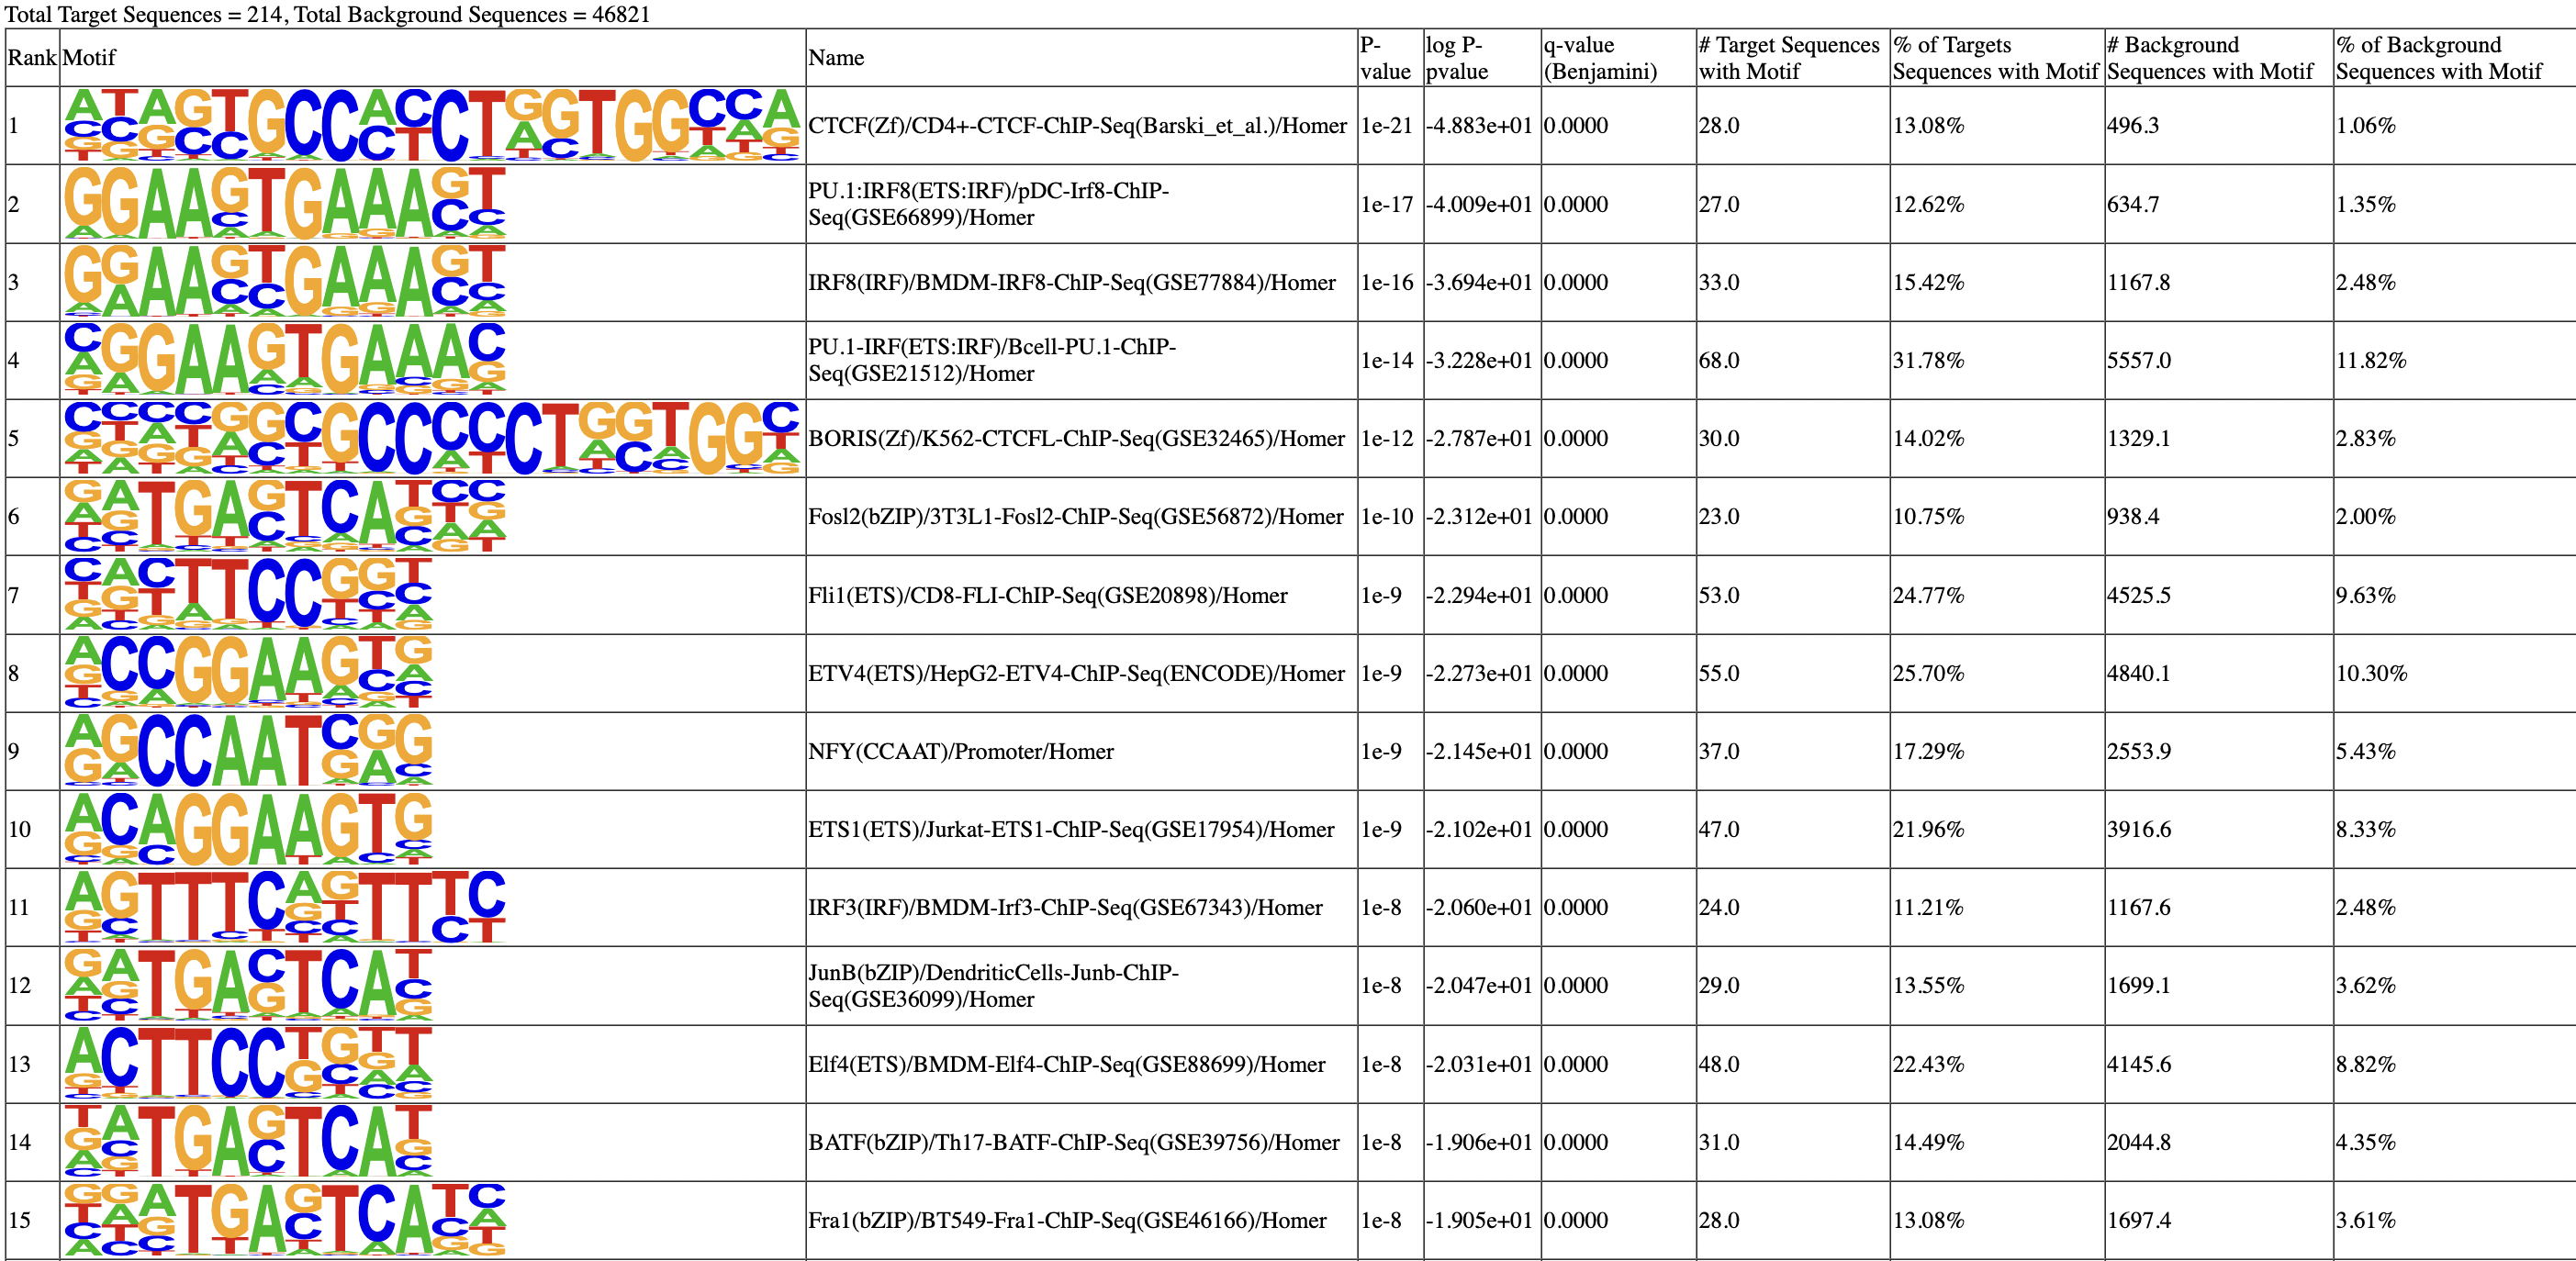 Total Target Sequences = 214, Total Background Sequences = 46821
Rank Motif Name P-value log P-pvalue q-value (Benjamini) # Target Sequences with Motif % of Targets Sequences with Motif # Background Sequences with Motif % of Background Sequences with Motif
1 CTCF(Zf)/CD4+-CTCF-ChIP-Seq(Barski_et_al.)/Homer 1e-21 -4.883e+01 0.0000 28.0 13.08% 496.3 1.06%
2 PU.1:IRF8(ETS:IRF)/pDC-Irf8-ChIP-Seq(GSE66899)/Homer 1e-17 -4.009e+01 0.0000 27.0 12.62% 634.7 1.35%
3 IRF8(IRF)/BMDM-IRF8-ChIP-Seq(GSE77884)/Homer 1e-16 -3.694e+01 0.0000 33.0 15.42% 1167.8 2.48%
4 PU.1-IRF(ETS:IRF)/Bcell-PU.1-ChIP-Seq(GSE21512)/Homer 1e-14 -3.228e+01 0.0000 68.0 31.78% 5557.0 11.82%
5 BORIS(Zf)/K562-CTCFL-ChIP-Seq(GSE32465)/Homer 1e-12 -2.787e+01 0.0000 30.0 14.02% 1329.1 2.83%
6 Fosl2(bZIP)/3T3L1-Fosl2-ChIP-Seq(GSE56872)/Homer 1e-10 -2.312e+01 0.0000 23.0 10.75% 938.4 2.00%
7 Fli1(ETS)/CD8-FLI-ChIP-Seq(GSE20898)/Homer 1e-9 -2.294e+01 0.0000 53.0 24.77% 4525.5 9.63%
8 ETV4(ETS)/HepG2-ETV4-ChIP-Seq(ENCODE)/Homer 1e-9 -2.273e+01 0.0000 55.0 25.70% 4840.1 10.30%
9 NFY(CCAAT)/Promoter/Homer 1e-9 -2.145e+01 0.0000 37.0 17.29% 2553.9 5.43%
10 ETS1(ETS)/Jurkat-ETS1-ChIP-Seq(GSE17954)/Homer 1e-9 -2.102e+01 0.0000 47.0 21.96% 3916.6 8.33%
11 IRF3(IRF)/BMDM-Irf3-ChIP-Seq(GSE67343)/Homer 1e-8 -2.060e+01 0.0000 24.0 11.21% 1167.6 2.48%
12 JunB(bZIP)/DendriticCells-Junb-ChIP-Seq(GSE36099)/Homer 1e-8 -2.047e+01 0.0000 29.0 13.55% 1699.1 3.62%
13 Elf4(ETS)/BMDM-Elf4-ChIP-Seq(GSE88699)/Homer 1e-8 -2.031e+01 0.0000 48.0 22.43% 4145.6 8.82%
14 BATF(bZIP)/Th17-BATF-ChIP-Seq(GSE39756)/Homer 1e-8 -1.906e+01 0.0000 31.0 14.49% 2044.8 4.35%
15 Fra1(bZIP)/BT549-Fra1-ChIP-Seq(GSE46166)/Homer 1e-8 -1.905e+01 0.0000 28.0 13.08% 1697.4 3.61%